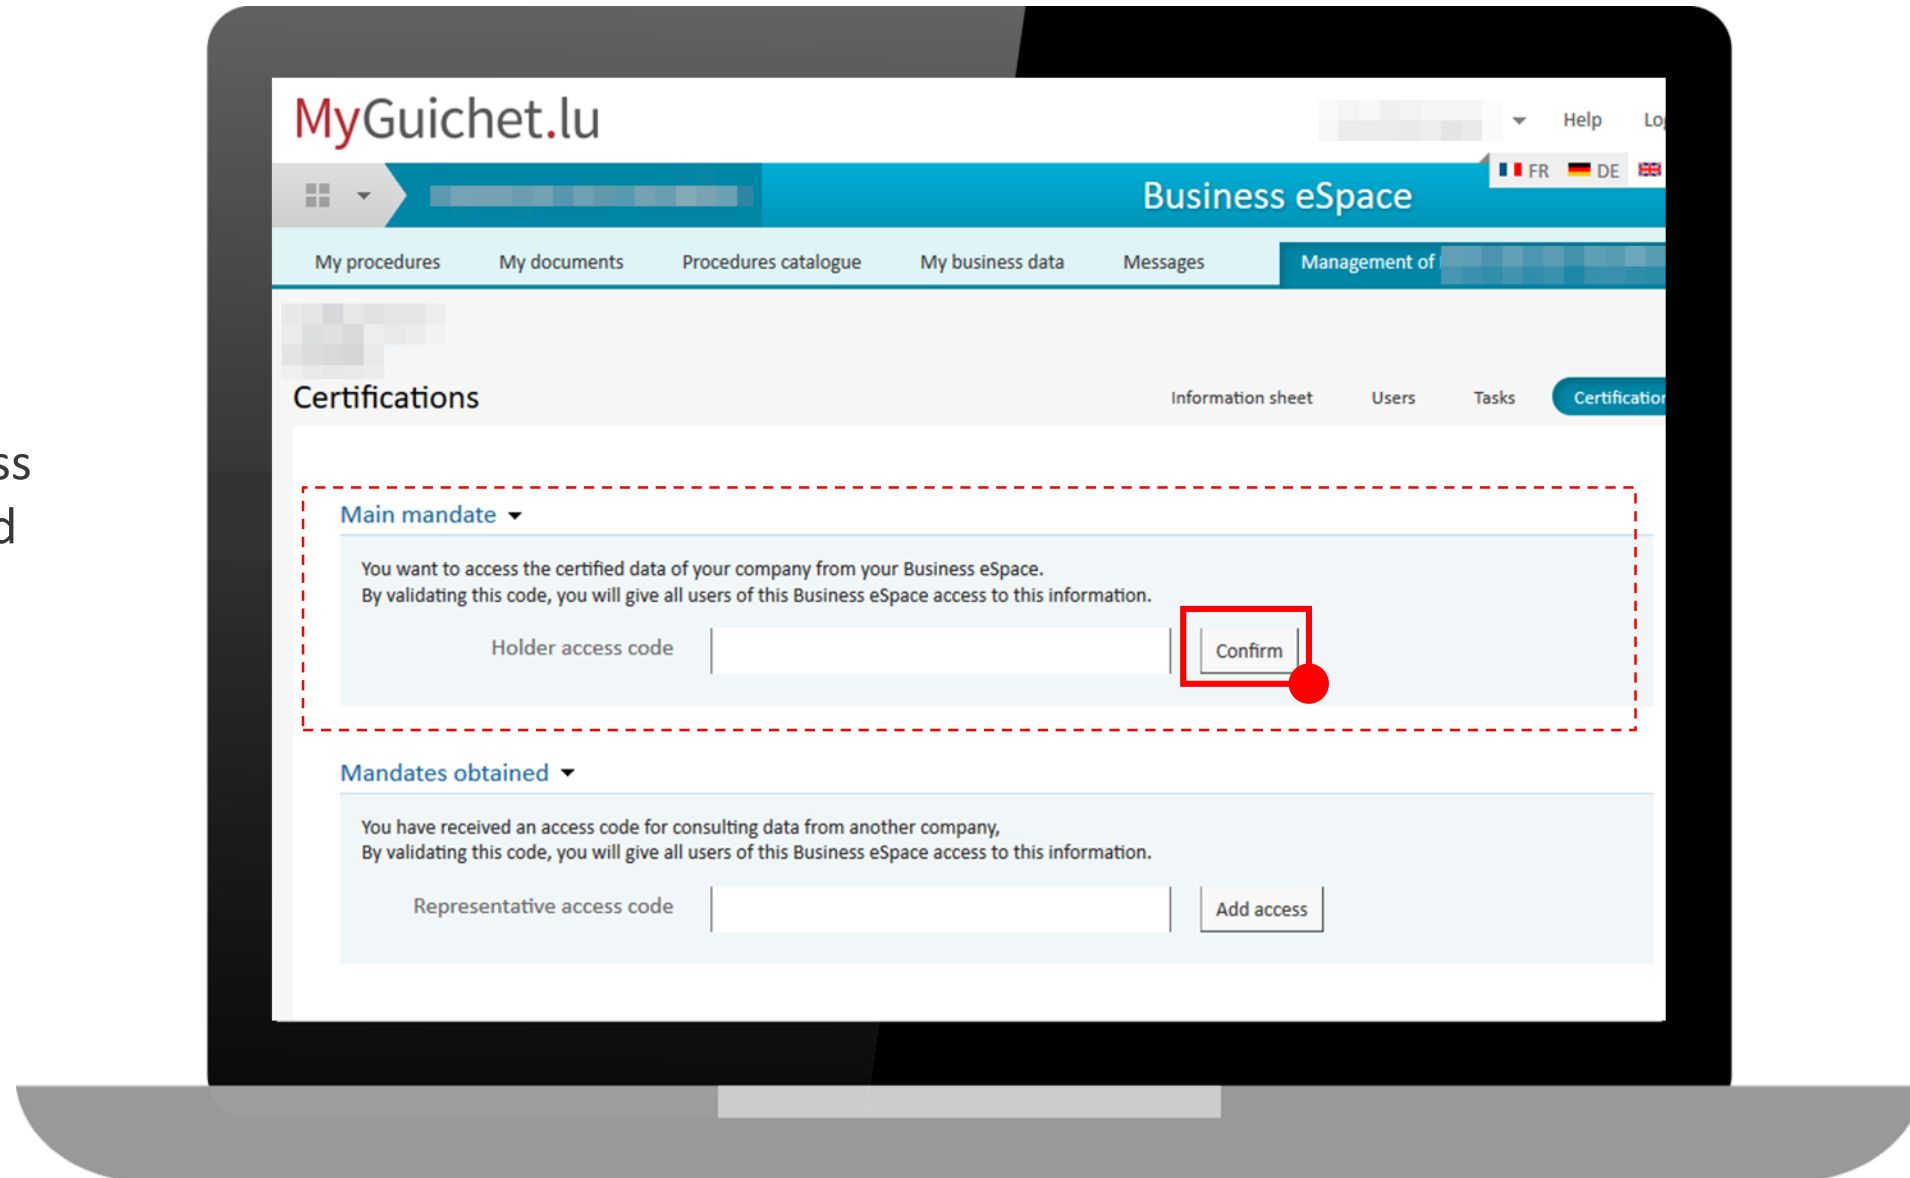 MyGuichet.lu
Help
FR DE
Business eSpace
My procedures My documents Procedures catalogue My business data Messages Management of
Certifications
Information sheet Users Tasks
ss
d
Main mandate
You want to access the certified data of your company from your Business eSpace.
By validating this code, you will give all users of this Business eSpace access to this information.
Holder access code Confirm
Mandates obtained
You have received an access code for consulting data from another company,
By validating this code, you will give all users of this Business eSpace access to this information.
Representative access code Add access